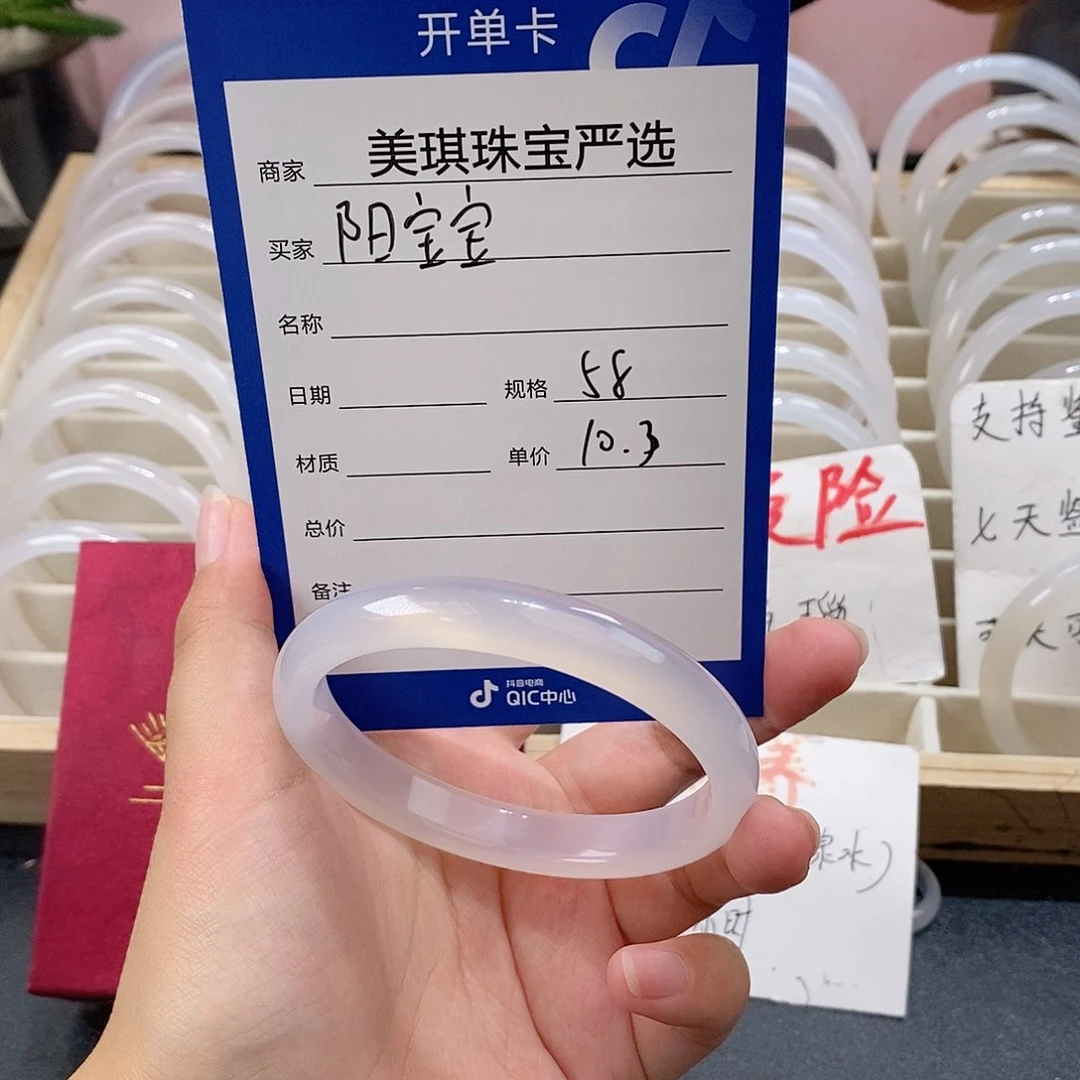 开单卡
商家 美琪珠宝严选
买家 阳宝宝
名称
日期 规格 58
材质 单价 10.3
总价
备注
抖音电商
QIC中心
支持鉴
七天鉴
险
泉水)
时